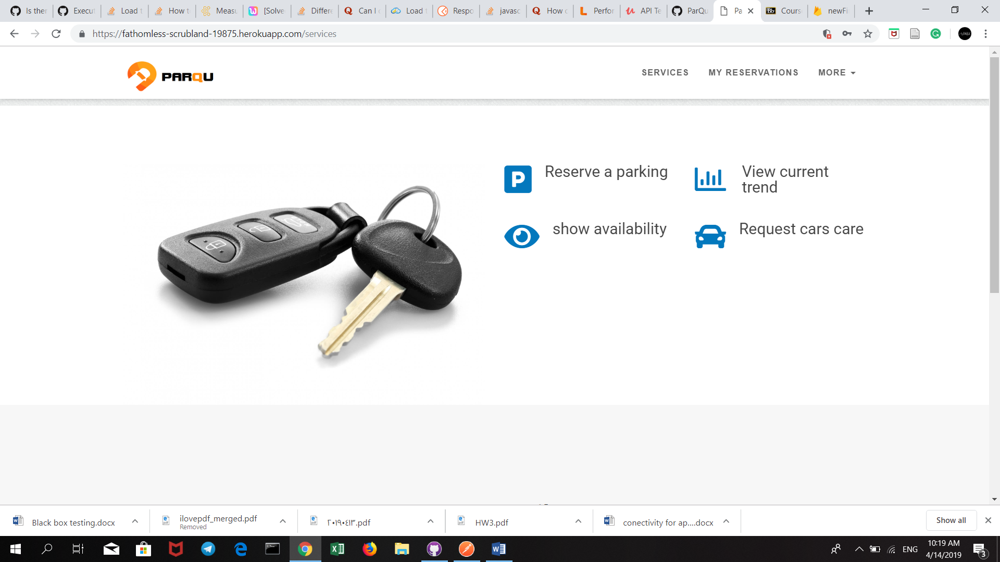 Is ther
Execut
Load t
How t
Measu
[Solve
Differe
Can I
Load t
Respo
javasc
How c
Perfor
API Te
ParQu
Pa
Cours
newFi
https://fathomless-scrubland-19875.herokuapp.com/services
PARQU
SERVICES
MY RESERVATIONS
MORE
Reserve a parking
View current
trend
show availability
Request cars care
Black box testing.docx
ilovepdf_merged.pdf
Removed
٢٠١٩٠٤١٣.pdf
HW3.pdf
conectivity for ap....docx
Show all
ENG
10:19 AM
4/14/2019
3